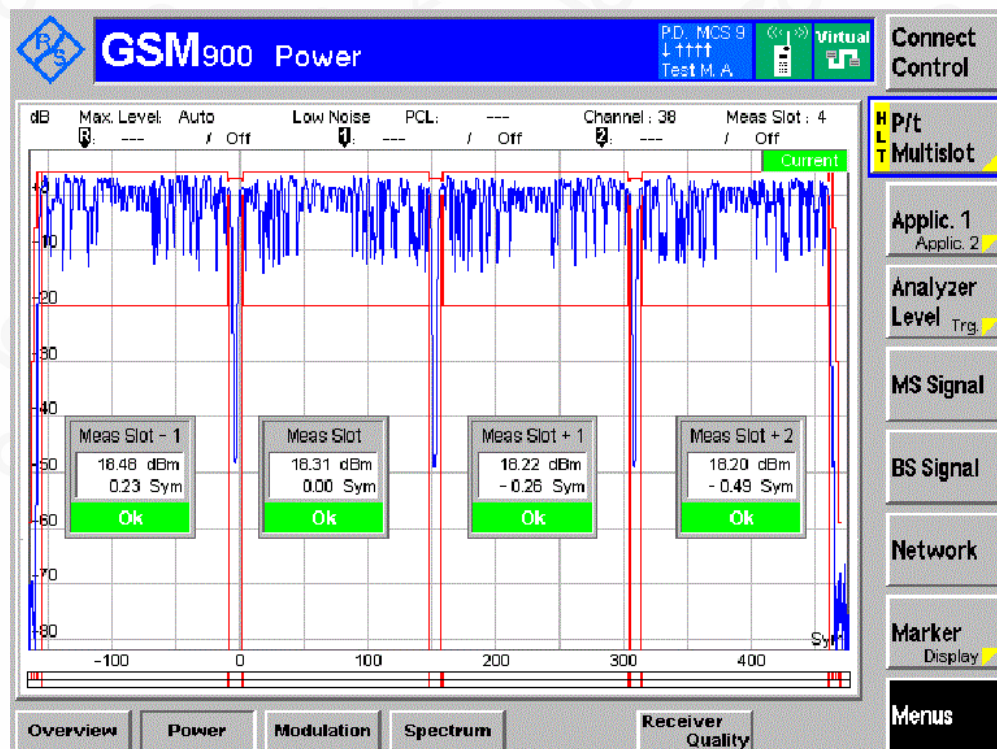 R/S
GSM900 Power
P.D. MCS 9
↓ ↑↑↑↑
Test M. A
Virtual
Connect
Control
dB Max. Level: Auto Low Noise PCL: --- Channel : 38 Meas Slot : 4
R: --- / Off 1: --- / Off 2: --- / Off
Current
H
L
T
P/t
Multislot
Applic. 1
Applic. 2
Analyzer
Level Trg.
MS Signal
BS Signal
Network
Marker
Display
Menus
-10
-20
-30
-40
-50
-60
-70
-80
Meas Slot - 1
18.48 dBm
0.23 Sym
Ok
Meas Slot
18.31 dBm
0.00 Sym
Ok
Meas Slot + 1
18.22 dBm
- 0.26 Sym
Ok
Meas Slot + 2
18.20 dBm
- 0.49 Sym
Ok
Sym
-100 0 100 200 300 400
Overview Power Modulation Spectrum Receiver
Quality